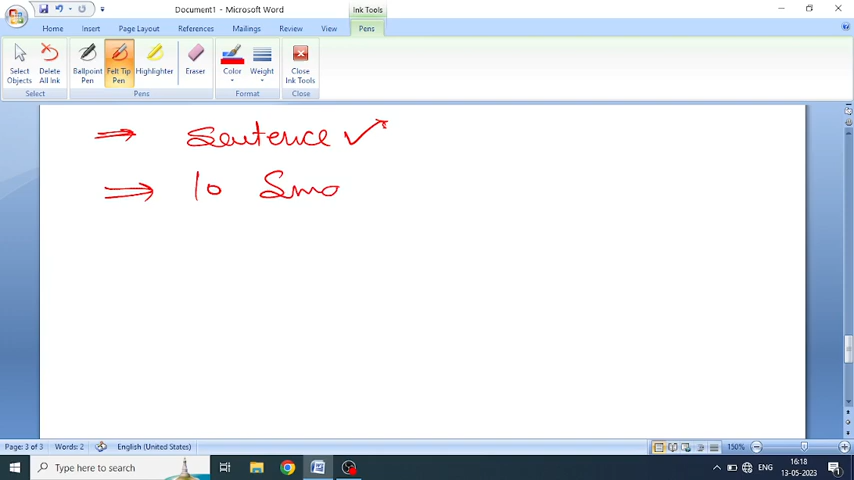 Document1 - Microsoft Word
Ink Tools
Home Insert Page Layout References Mailings Review View Pens
Select Objects
Delete All Ink
Ballpoint Pen
Felt Tip Pen
Highlighter
Eraser
Color
Weight
Close Ink Tools
Select Pens Format Close
⇒ Sentence ✓
⇒ 10 Smo
Page: 3 of 3 Words: 2 English (United States) 150%
Type here to search ENG 16:18
13-05-2023